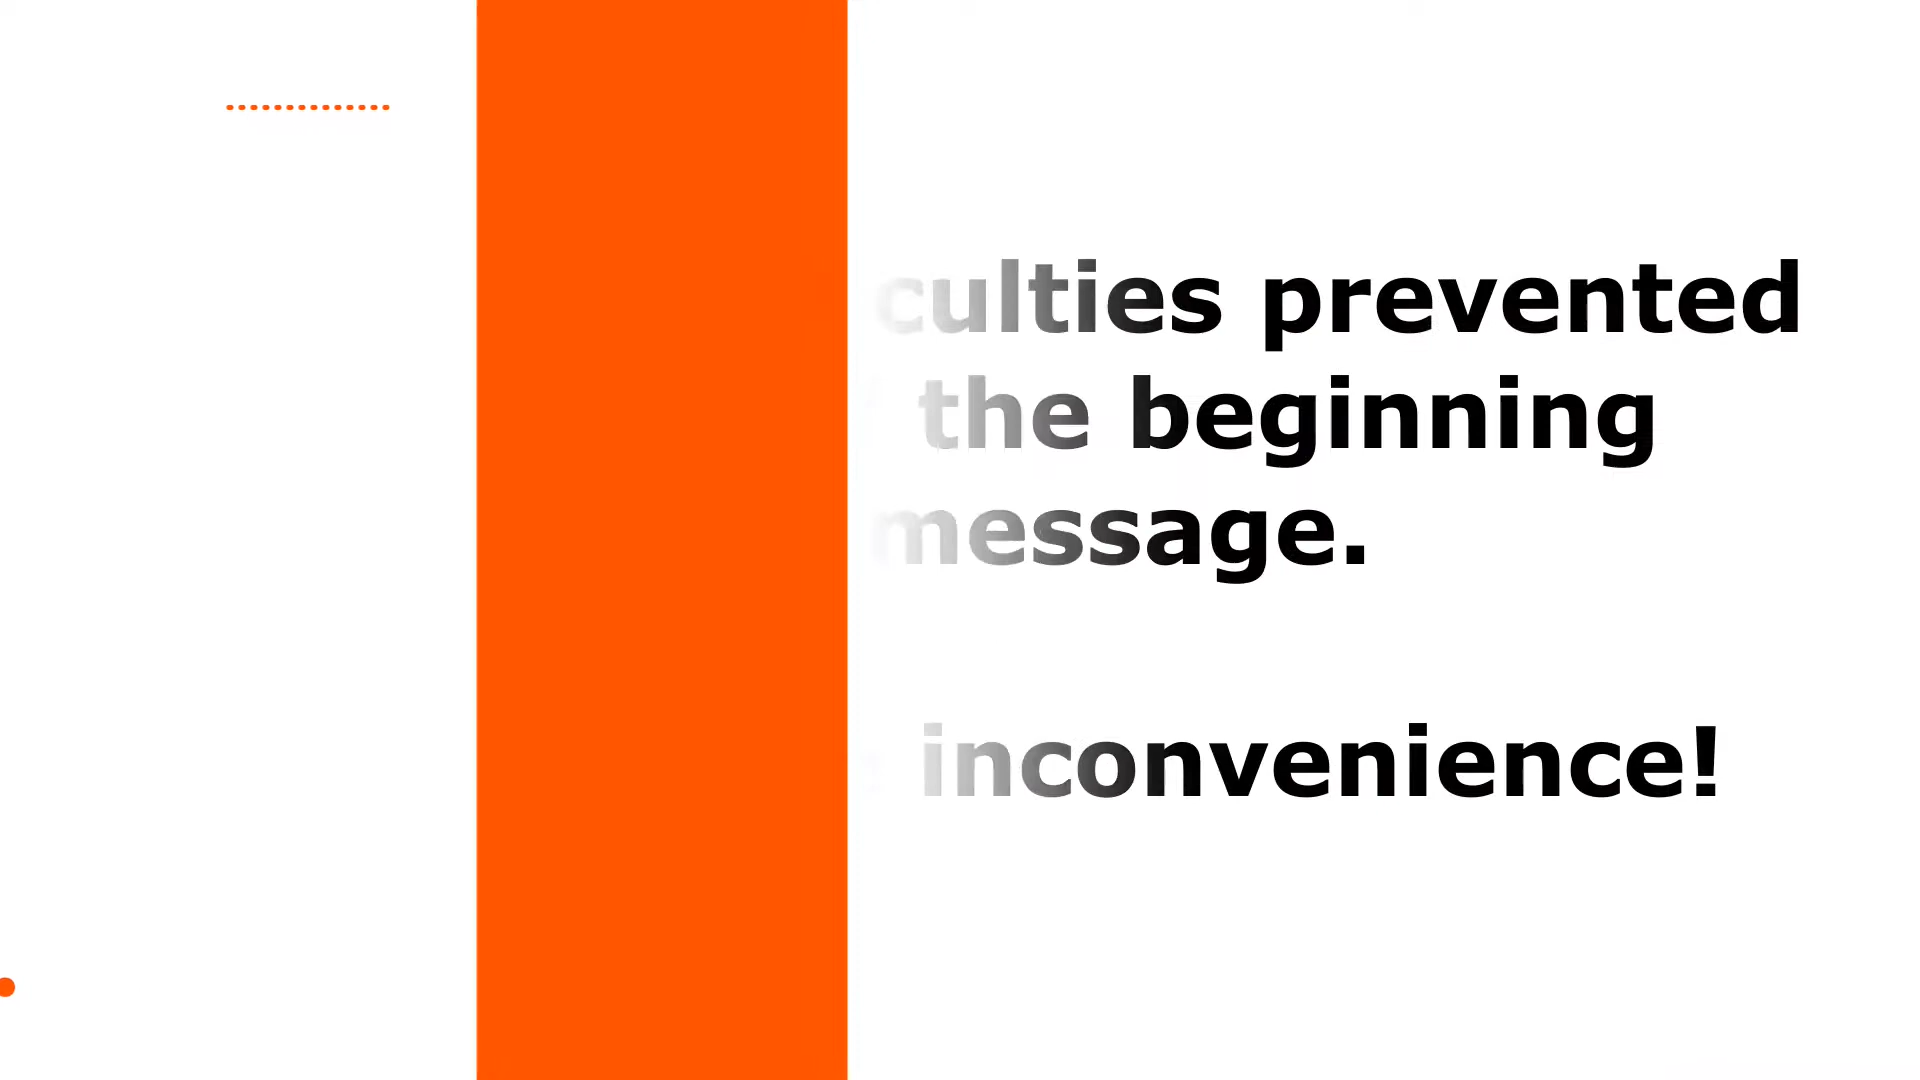 culties prevented
the beginning
message.
inconvenience!